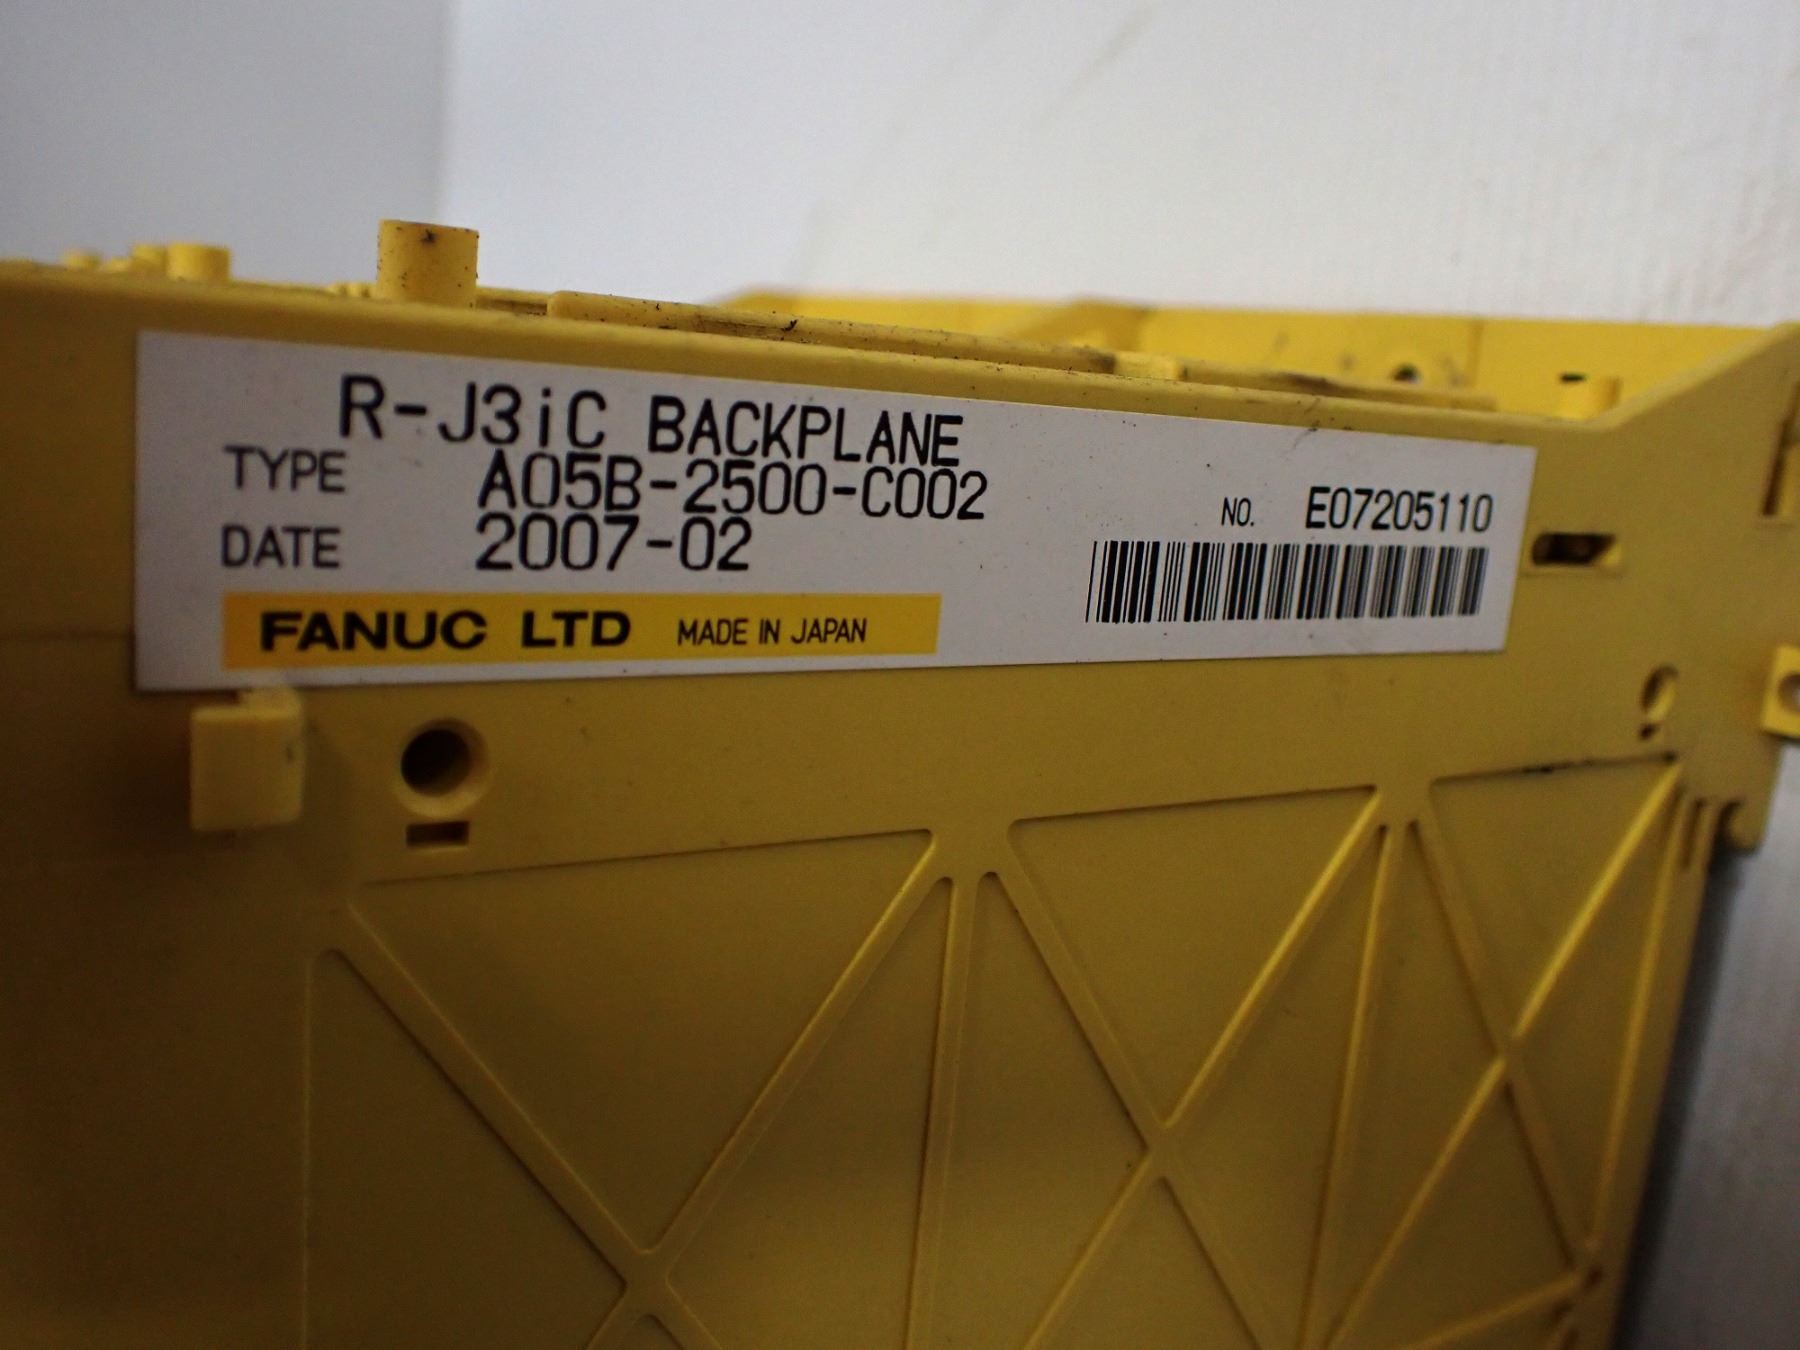 R-J3iC BACKPLANE
TYPE A05B-2500-C002
DATE 2007-02
NO. E07205110
FANUC LTD MADE IN JAPAN